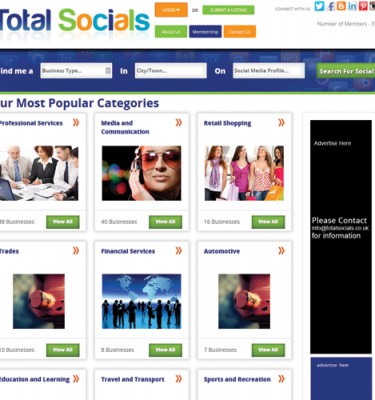 Total Socials
LOGIN
OR
SUBMIT A LISTING
CONNECT WITH US
About Us
Membership
Contact Us
Number of Members - 3
Find me a
Business Type...
In
City/Town...
On
Social Media Profile...
Search For Social
ur Most Popular Categories
Professional Services
Media and
Communication
Retail Shopping
Businesses
View All
40 Businesses
View All
16 Businesses
View All
Advertise Here
Please Contact
info@totalsocials.co.uk
for information
Trades
Financial Services
Automotive
10 Businesses
View All
8 Businesses
View All
7 Businesses
View All
advertise here
Education and Learning
Travel and Transport
Sports and Recreation